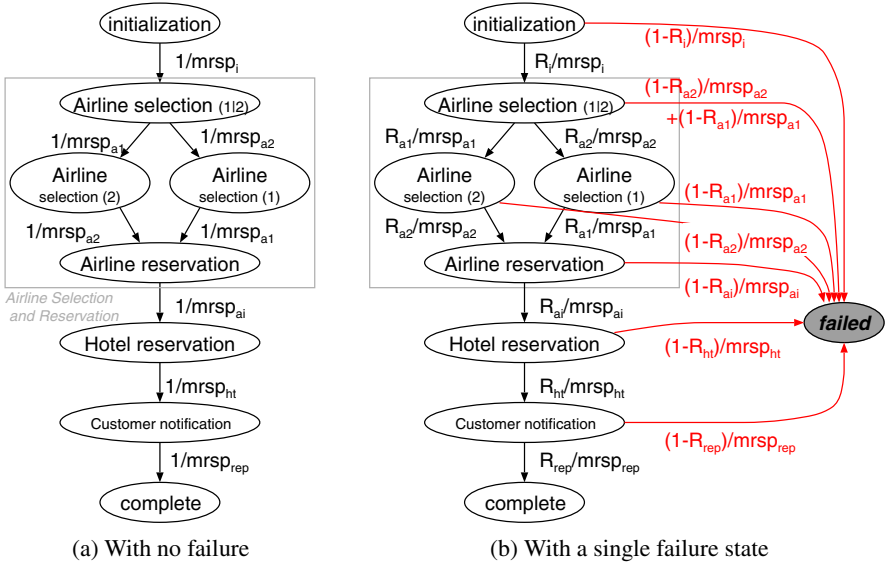 initialization
1/mrsp_i
Airline selection (1|2)
1/mrsp_a1
1/mrsp_a2
Airline
selection (2)
Airline
selection (1)
1/mrsp_a2
1/mrsp_a1
Airline reservation
Airline Selection
and Reservation
1/mrsp_ai
Hotel reservation
1/mrsp_ht
Customer notification
1/mrsp_rep
complete
(a) With no failure
initialization
(1-R_i)/mrsp_i
R_i/mrsp_i
Airline selection (1|2)
(1-R_a2)/mrsp_a2
+(1-R_a1)/mrsp_a1
R_a1/mrsp_a1
R_a2/mrsp_a2
Airline
selection (2)
Airline
selection (1)
(1-R_a1)/mrsp_a1
R_a2/mrsp_a2
R_a1/mrsp_a1
(1-R_a2)/mrsp_a2
Airline reservation
(1-R_ai)/mrsp_ai
R_ai/mrsp_ai
failed
Hotel reservation
(1-R_ht)/mrsp_ht
R_ht/mrsp_ht
Customer notification
(1-R_rep)/mrsp_rep
R_rep/mrsp_rep
complete
(b) With a single failure state